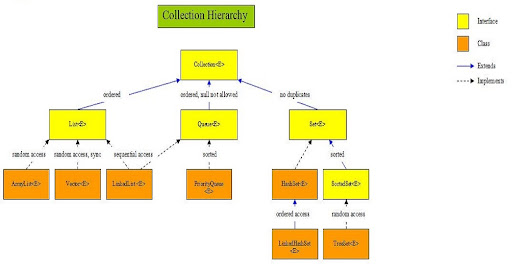 Collection Hierarchy
Interface
Class
Extends
Implements
Collection<E>
ordered
ordered, null not allowed
no duplicates
List<E>
Queue<E>
Set<E>
random access
random access, sync
sequential access
sorted
sorted
ArrayList<E>
Vector<E>
LinkedList<E>
PriorityQueue
<E>
HashSet<E>
SortedSet<E>
ordered access
random access
LinkedHashSet
<E>
TreeSet<E>